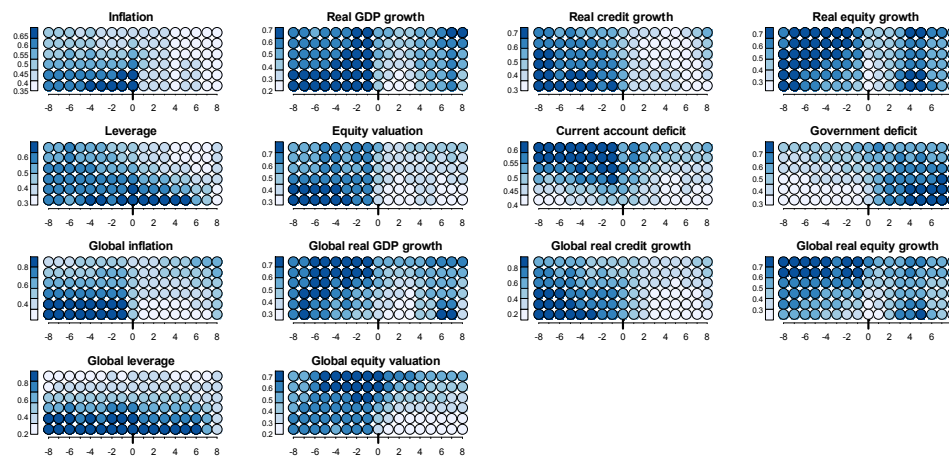 Inflation
0.65
0.6
0.55
0.5
0.45
0.4
0.35
-8 -6 -4 -2 0 2 4 6 8
Real GDP growth
0.7
0.6
0.5
0.4
0.3
0.2
-8 -6 -4 -2 0 2 4 6 8
Real credit growth
0.7
0.6
0.5
0.4
0.3
-8 -6 -4 -2 0 2 4 6 8
Real equity growth
0.7
0.6
0.5
0.4
0.3
-8 -6 -4 -2 0 2 4 6 8
Leverage
0.6
0.5
0.4
0.3
-8 -6 -4 -2 0 2 4 6 8
Equity valuation
0.7
0.6
0.5
0.4
0.3
-8 -6 -4 -2 0 2 4 6 8
Current account deficit
0.6
0.55
0.5
0.45
0.4
-8 -6 -4 -2 0 2 4 6 8
Government deficit
0.7
0.6
0.5
0.4
0.3
-8 -6 -4 -2 0 2 4 6 8
Global inflation
0.8
0.6
0.4
-8 -6 -4 -2 0 2 4 6 8
Global real GDP growth
0.7
0.6
0.5
0.4
0.3
-8 -6 -4 -2 0 2 4 6 8
Global real credit growth
0.8
0.6
0.4
0.2
-8 -6 -4 -2 0 2 4 6 8
Global real equity growth
0.7
0.6
0.5
0.4
0.3
-8 -6 -4 -2 0 2 4 6 8
Global leverage
0.8
0.6
0.4
0.2
-8 -6 -4 -2 0 2 4 6 8
Global equity valuation
0.7
0.6
0.5
0.4
0.3
0.2
-8 -6 -4 -2 0 2 4 6 8